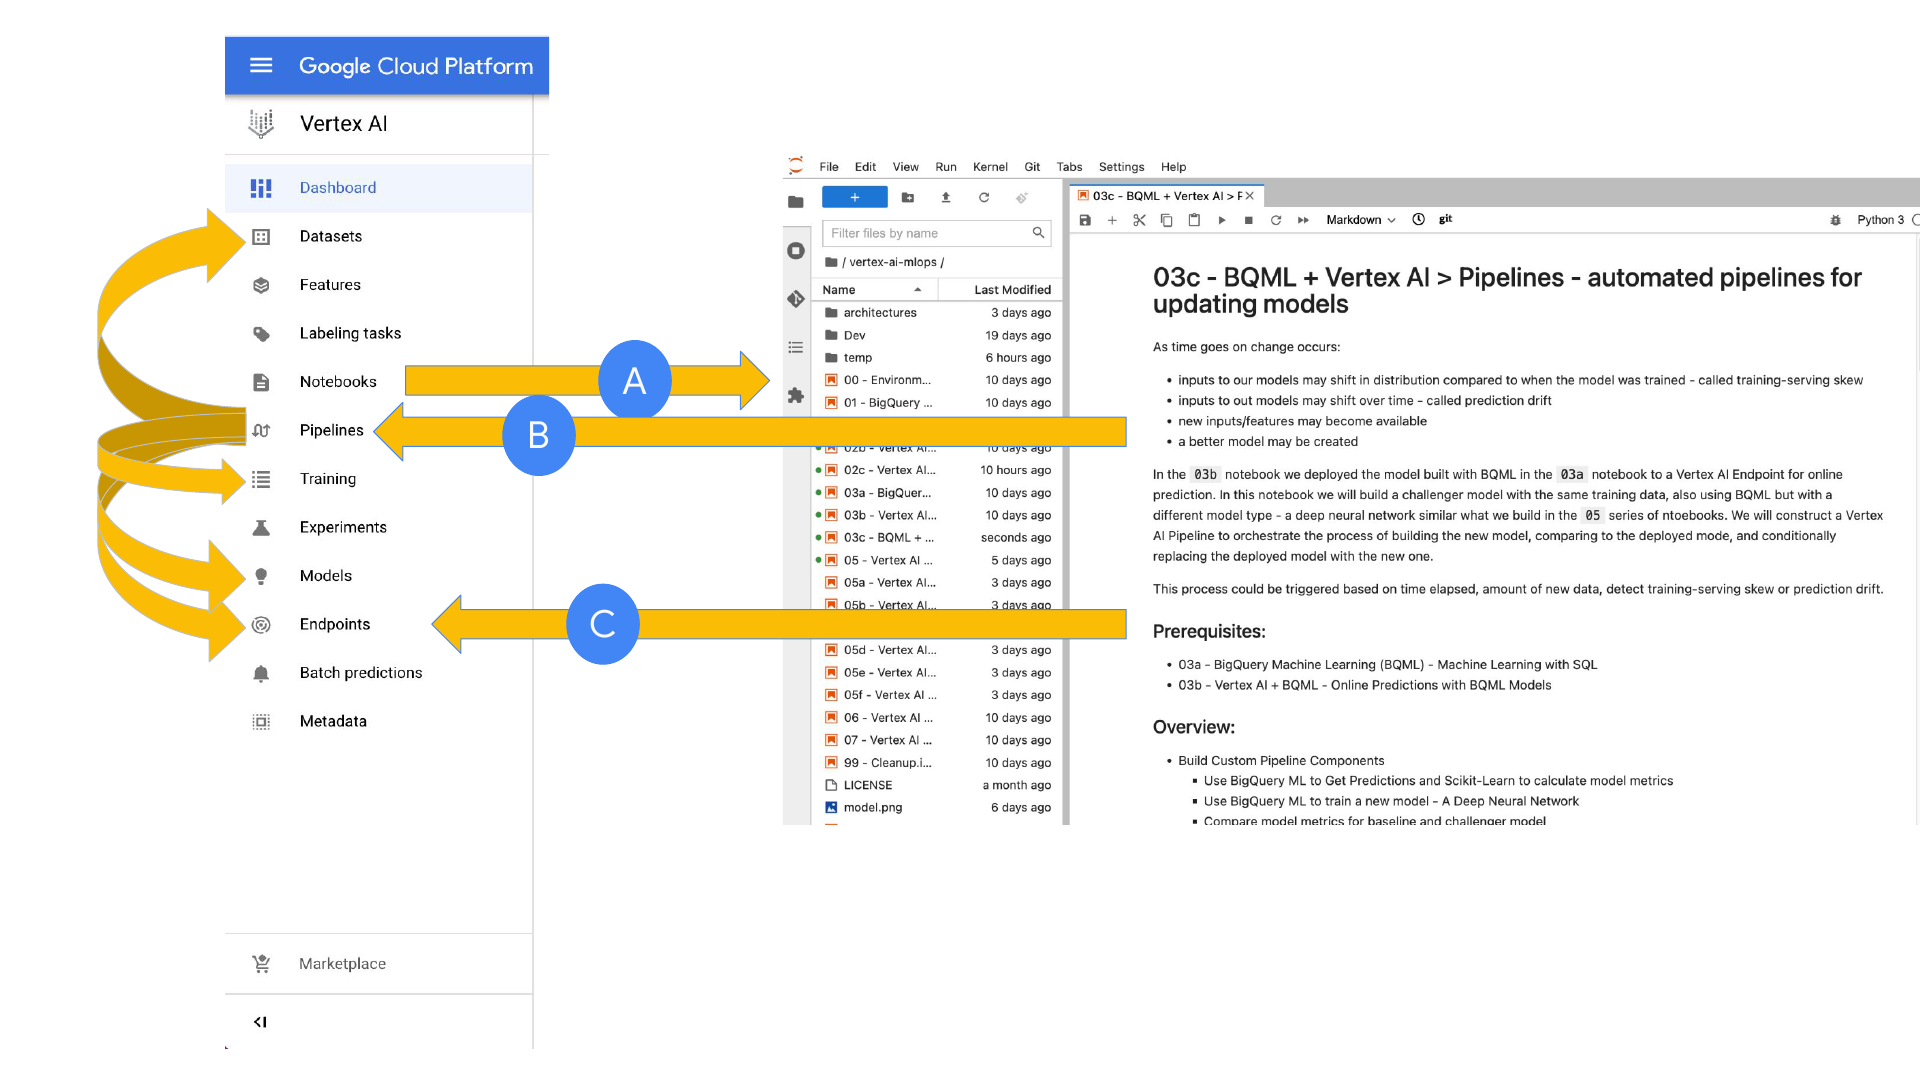 Google Cloud Platform
Vertex AI
Dashboard
Datasets
Features
Labeling tasks
Notebooks
Pipelines
Training
Experiments
Models
Endpoints
Batch predictions
Metadata
Marketplace
A
B
C
File Edit View Run Kernel Git Tabs Settings Help
+
Filter files by name
/ vertex-ai-mlops /
Name Last Modified
architectures 3 days ago
Dev 19 days ago
temp 6 hours ago
00 - Environm... 10 days ago
01 - BigQuery ... 10 days ago
02b - Vertex AI... 10 days ago
02c - Vertex AI... 10 hours ago
03a - BigQuer... 10 days ago
03b - Vertex AI... 10 days ago
03c - BQML + ... seconds ago
05 - Vertex AI ... 5 days ago
05a - Vertex AI... 3 days ago
05b - Vertex AI... 3 days ago
05d - Vertex AI... 3 days ago
05e - Vertex AI... 3 days ago
05f - Vertex AI ... 3 days ago
06 - Vertex AI ... 10 days ago
07 - Vertex AI ... 10 days ago
99 - Cleanup.i... 10 days ago
LICENSE a month ago
model.png 6 days ago
03c - BQML + Vertex AI > F
Markdown git Python 3
03c - BQML + Vertex AI > Pipelines - automated pipelines for
updating models
As time goes on change occurs:
• inputs to our models may shift in distribution compared to when the model was trained - called training-serving skew
• inputs to out models may shift over time - called prediction drift
• new inputs/features may become available
• a better model may be created
In the 03b notebook we deployed the model built with BQML in the 03a notebook to a Vertex AI Endpoint for online
prediction. In this notebook we will build a challenger model with the same training data, also using BQML but with a
different model type - a deep neural network similar what we build in the 05 series of ntoebooks. We will construct a Vertex
AI Pipeline to orchestrate the process of building the new model, comparing to the deployed mode, and conditionally
replacing the deployed model with the new one.
This process could be triggered based on time elapsed, amount of new data, detect training-serving skew or prediction drift.
Prerequisites:
• 03a - BigQuery Machine Learning (BQML) - Machine Learning with SQL
• 03b - Vertex AI + BQML - Online Predictions with BQML Models
Overview:
• Build Custom Pipeline Components
▪ Use BigQuery ML to Get Predictions and Scikit-Learn to calculate model metrics
▪ Use BigQuery ML to train a new model - A Deep Neural Network
▪ Compare model metrics for baseline and challenger model